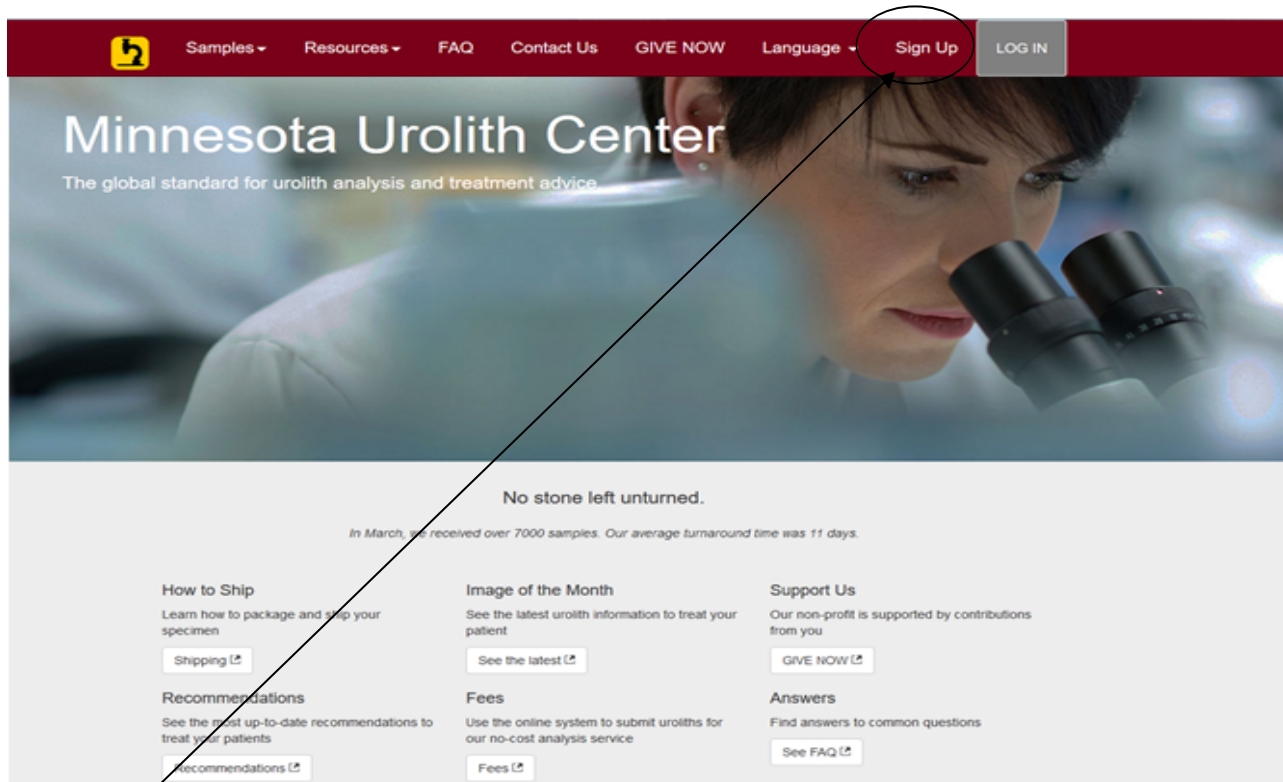 Samples Resources FAQ Contact Us GIVE NOW Language Sign Up LOG IN
Minnesota Urolith Center
The global standard for urolith analysis and treatment advice
No stone left unturned.
In March, we received over 7000 samples. Our average turnaround time was 11 days.
How to Ship
Learn how to package and ship your
specimen
Shipping
Image of the Month
See the latest urolith information to treat your
patient
See the latest
Support Us
Our non-profit is supported by contributions
from you
GIVE NOW
Recommendations
See the most up-to-date recommendations to
treat your patients
Recommendations
Fees
Use the online system to submit uroliths for
our no-cost analysis service
Fees
Answers
Find answers to common questions
See FAQ